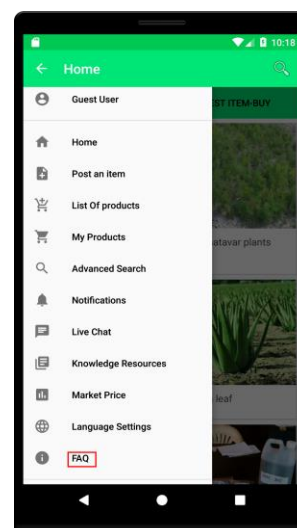 10:18
Home
Guest User
EST ITEM-BUY
Home
Post an item
List Of products
My Products
atavar plants
Advanced Search
Notifications
Live Chat
leaf
Knowledge Resources
Market Price
Language Settings
FAQ